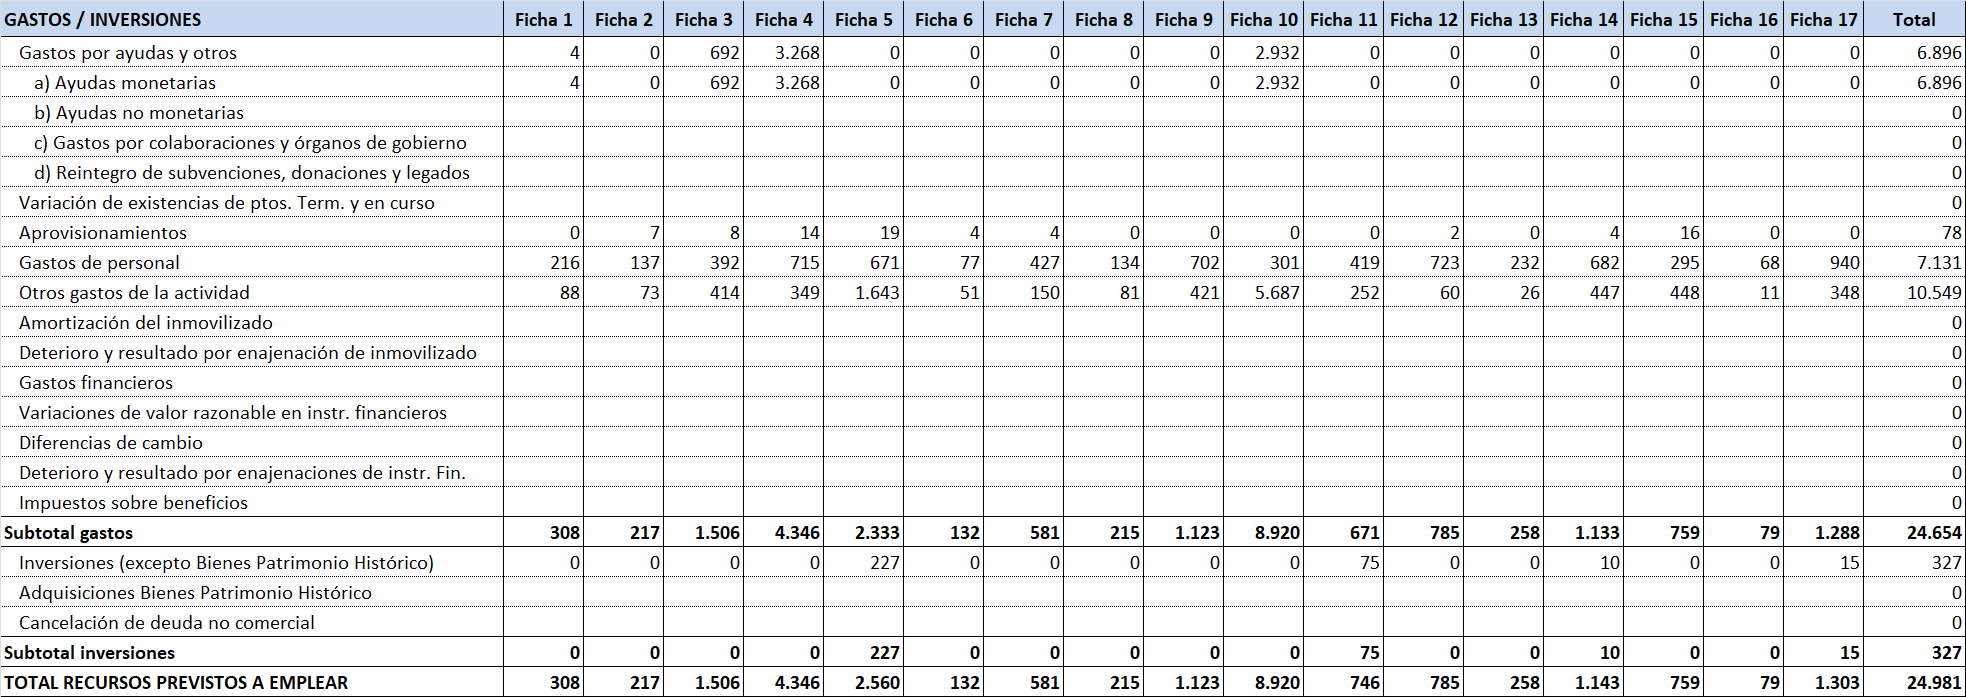 GASTOS / INVERSIONES Ficha 1 Ficha 2 Ficha 3 Ficha 4 Ficha 5 Ficha 6 Ficha 7 Ficha 8 Ficha 9 Ficha 10 Ficha 11 Ficha 12 Ficha 13 Ficha 14 Ficha 15 Ficha 16 Ficha 17 Total
Gastos por ayudas y otros 4 0 692 3.268 0 0 0 0 0 2.932 0 0 0 0 0 0 0 6.896
a) Ayudas monetarias 4 0 692 3.268 0 0 0 0 0 2.932 0 0 0 0 0 0 0 6.896
b) Ayudas no monetarias 0
c) Gastos por colaboraciones y órganos de gobierno 0
d) Reintegro de subvenciones, donaciones y legados 0
Variación de existencias de ptos. Term. y en curso 0
Aprovisionamientos 0 7 8 14 19 4 4 0 0 0 0 2 0 4 16 0 0 78
Gastos de personal 216 137 392 715 671 77 427 134 702 301 419 723 232 682 295 68 940 7.131
Otros gastos de la actividad 88 73 414 349 1.643 51 150 81 421 5.687 252 60 26 447 448 11 348 10.549
Amortización del inmovilizado 0
Deterioro y resultado por enajenación de inmovilizado 0
Gastos financieros 0
Variaciones de valor razonable en instr. financieros 0
Diferencias de cambio 0
Deterioro y resultado por enajenaciones de instr. Fin. 0
Impuestos sobre beneficios 0
Subtotal gastos 308 217 1.506 4.346 2.333 132 581 215 1.123 8.920 671 785 258 1.133 759 79 1.288 24.654
Inversiones (excepto Bienes Patrimonio Histórico) 0 0 0 0 227 0 0 0 0 0 75 0 0 10 0 0 15 327
Adquisiciones Bienes Patrimonio Histórico 0
Cancelación de deuda no comercial 0
Subtotal inversiones 0 0 0 0 227 0 0 0 0 0 75 0 0 10 0 0 15 327
TOTAL RECURSOS PREVISTOS A EMPLEAR 308 217 1.506 4.346 2.560 132 581 215 1.123 8.920 746 785 258 1.143 759 79 1.303 24.981